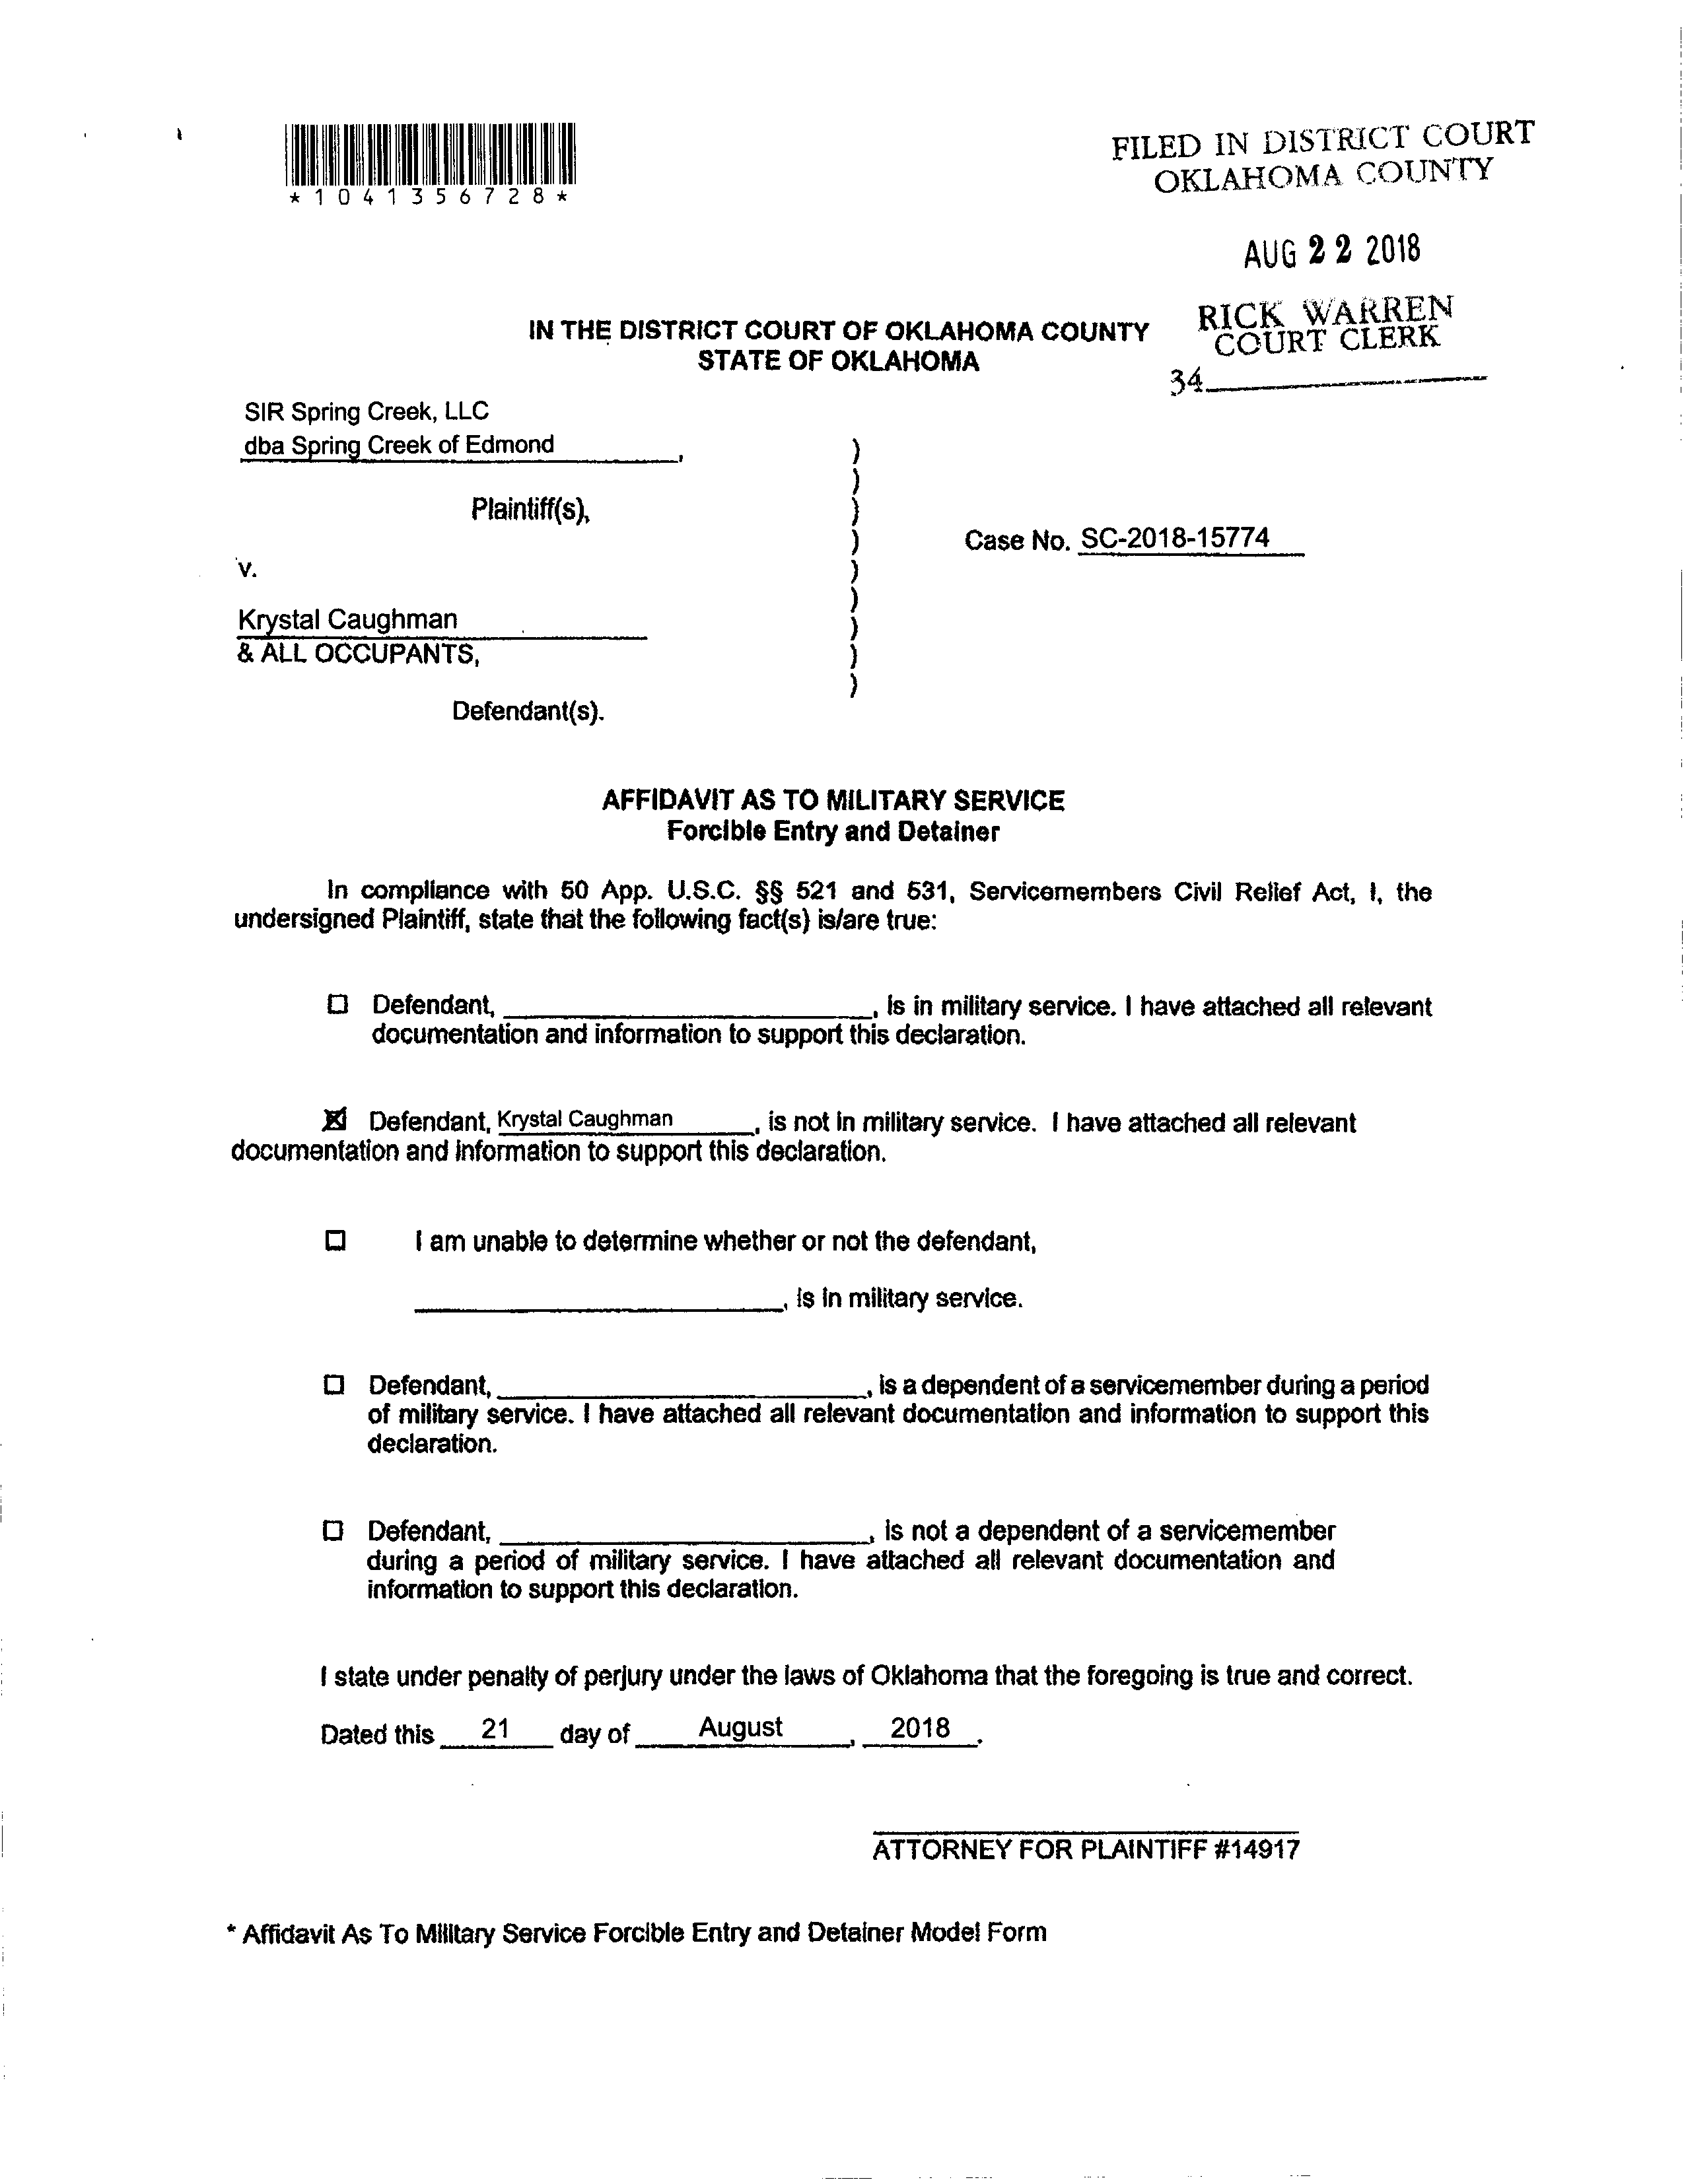 *1041356728*
FILED IN DISTRICT COURT
OKLAHOMA COUNTY
AUG 22 2018
RICK WARREN
COURT CLERK
34
IN THE DISTRICT COURT OF OKLAHOMA COUNTY
STATE OF OKLAHOMA
SIR Spring Creek, LLC
dba Spring Creek of Edmond,
Plaintiff(s),
Case No. SC-2018-15774
v.
Krystal Caughman
& ALL OCCUPANTS,
Defendant(s).
AFFIDAVIT AS TO MILITARY SERVICE
Forcible Entry and Detainer
In compliance with 50 App. U.S.C. §§ 521 and 531, Servicemembers Civil Relief Act, I, the
undersigned Plaintiff, state that the following fact(s) is/are true:
☐ Defendant, ____________________, is in military service. I have attached all relevant
documentation and information to support this declaration.
☒ Defendant, Krystal Caughman, is not in military service. I have attached all relevant
documentation and information to support this declaration.
☐ I am unable to determine whether or not the defendant,
____________________, is in military service.
☐ Defendant, ____________________, is a dependent of a servicemember during a period
of military service. I have attached all relevant documentation and information to support this
declaration.
☐ Defendant, ____________________, is not a dependent of a servicemember
during a period of military service. I have attached all relevant documentation and
information to support this declaration.
I state under penalty of perjury under the laws of Oklahoma that the foregoing is true and correct.
Dated this 21 day of August, 2018.
ATTORNEY FOR PLAINTIFF #14917
* Affidavit As To Military Service Forcible Entry and Detainer Model Form